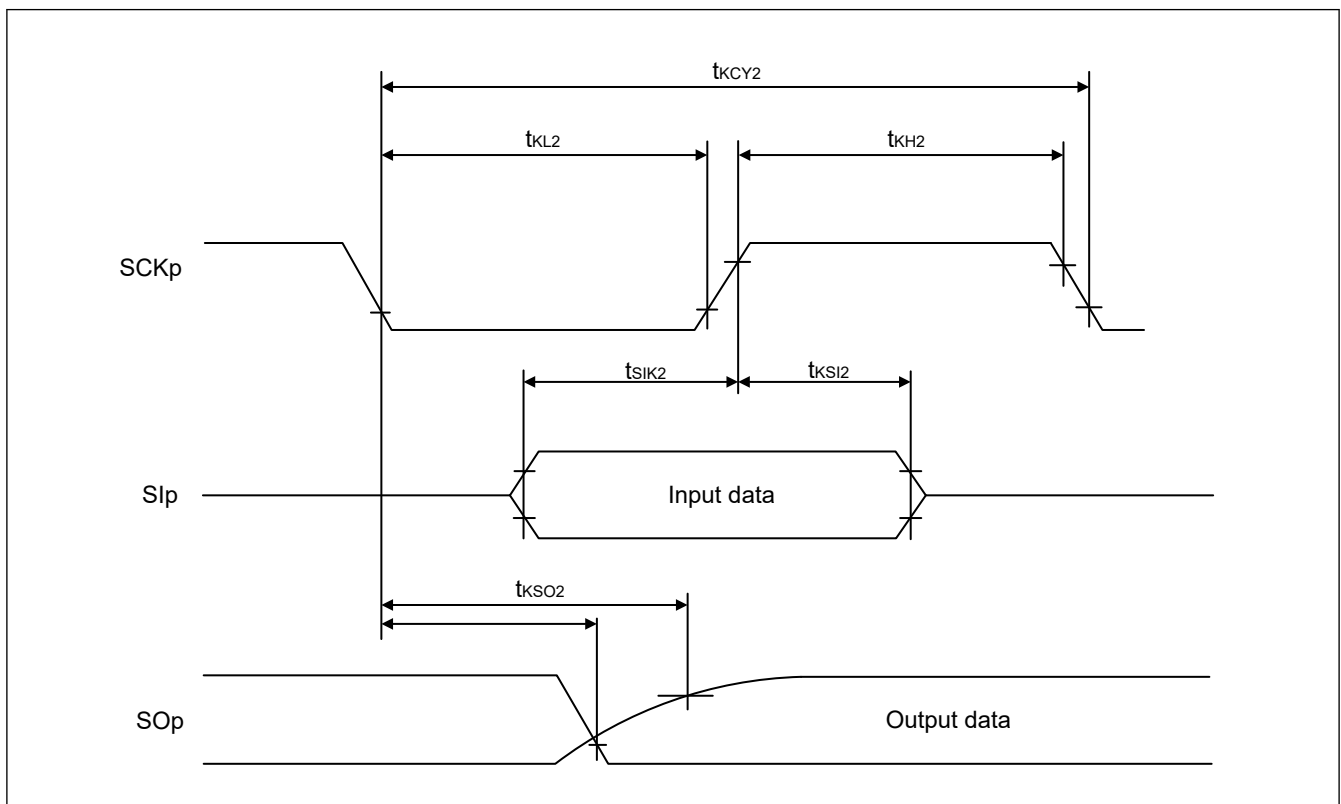 tKCY2
tKL2
tKH2
SCKp
tSIK2
tKSI2
SIp
Input data
tKSO2
SOp
Output data